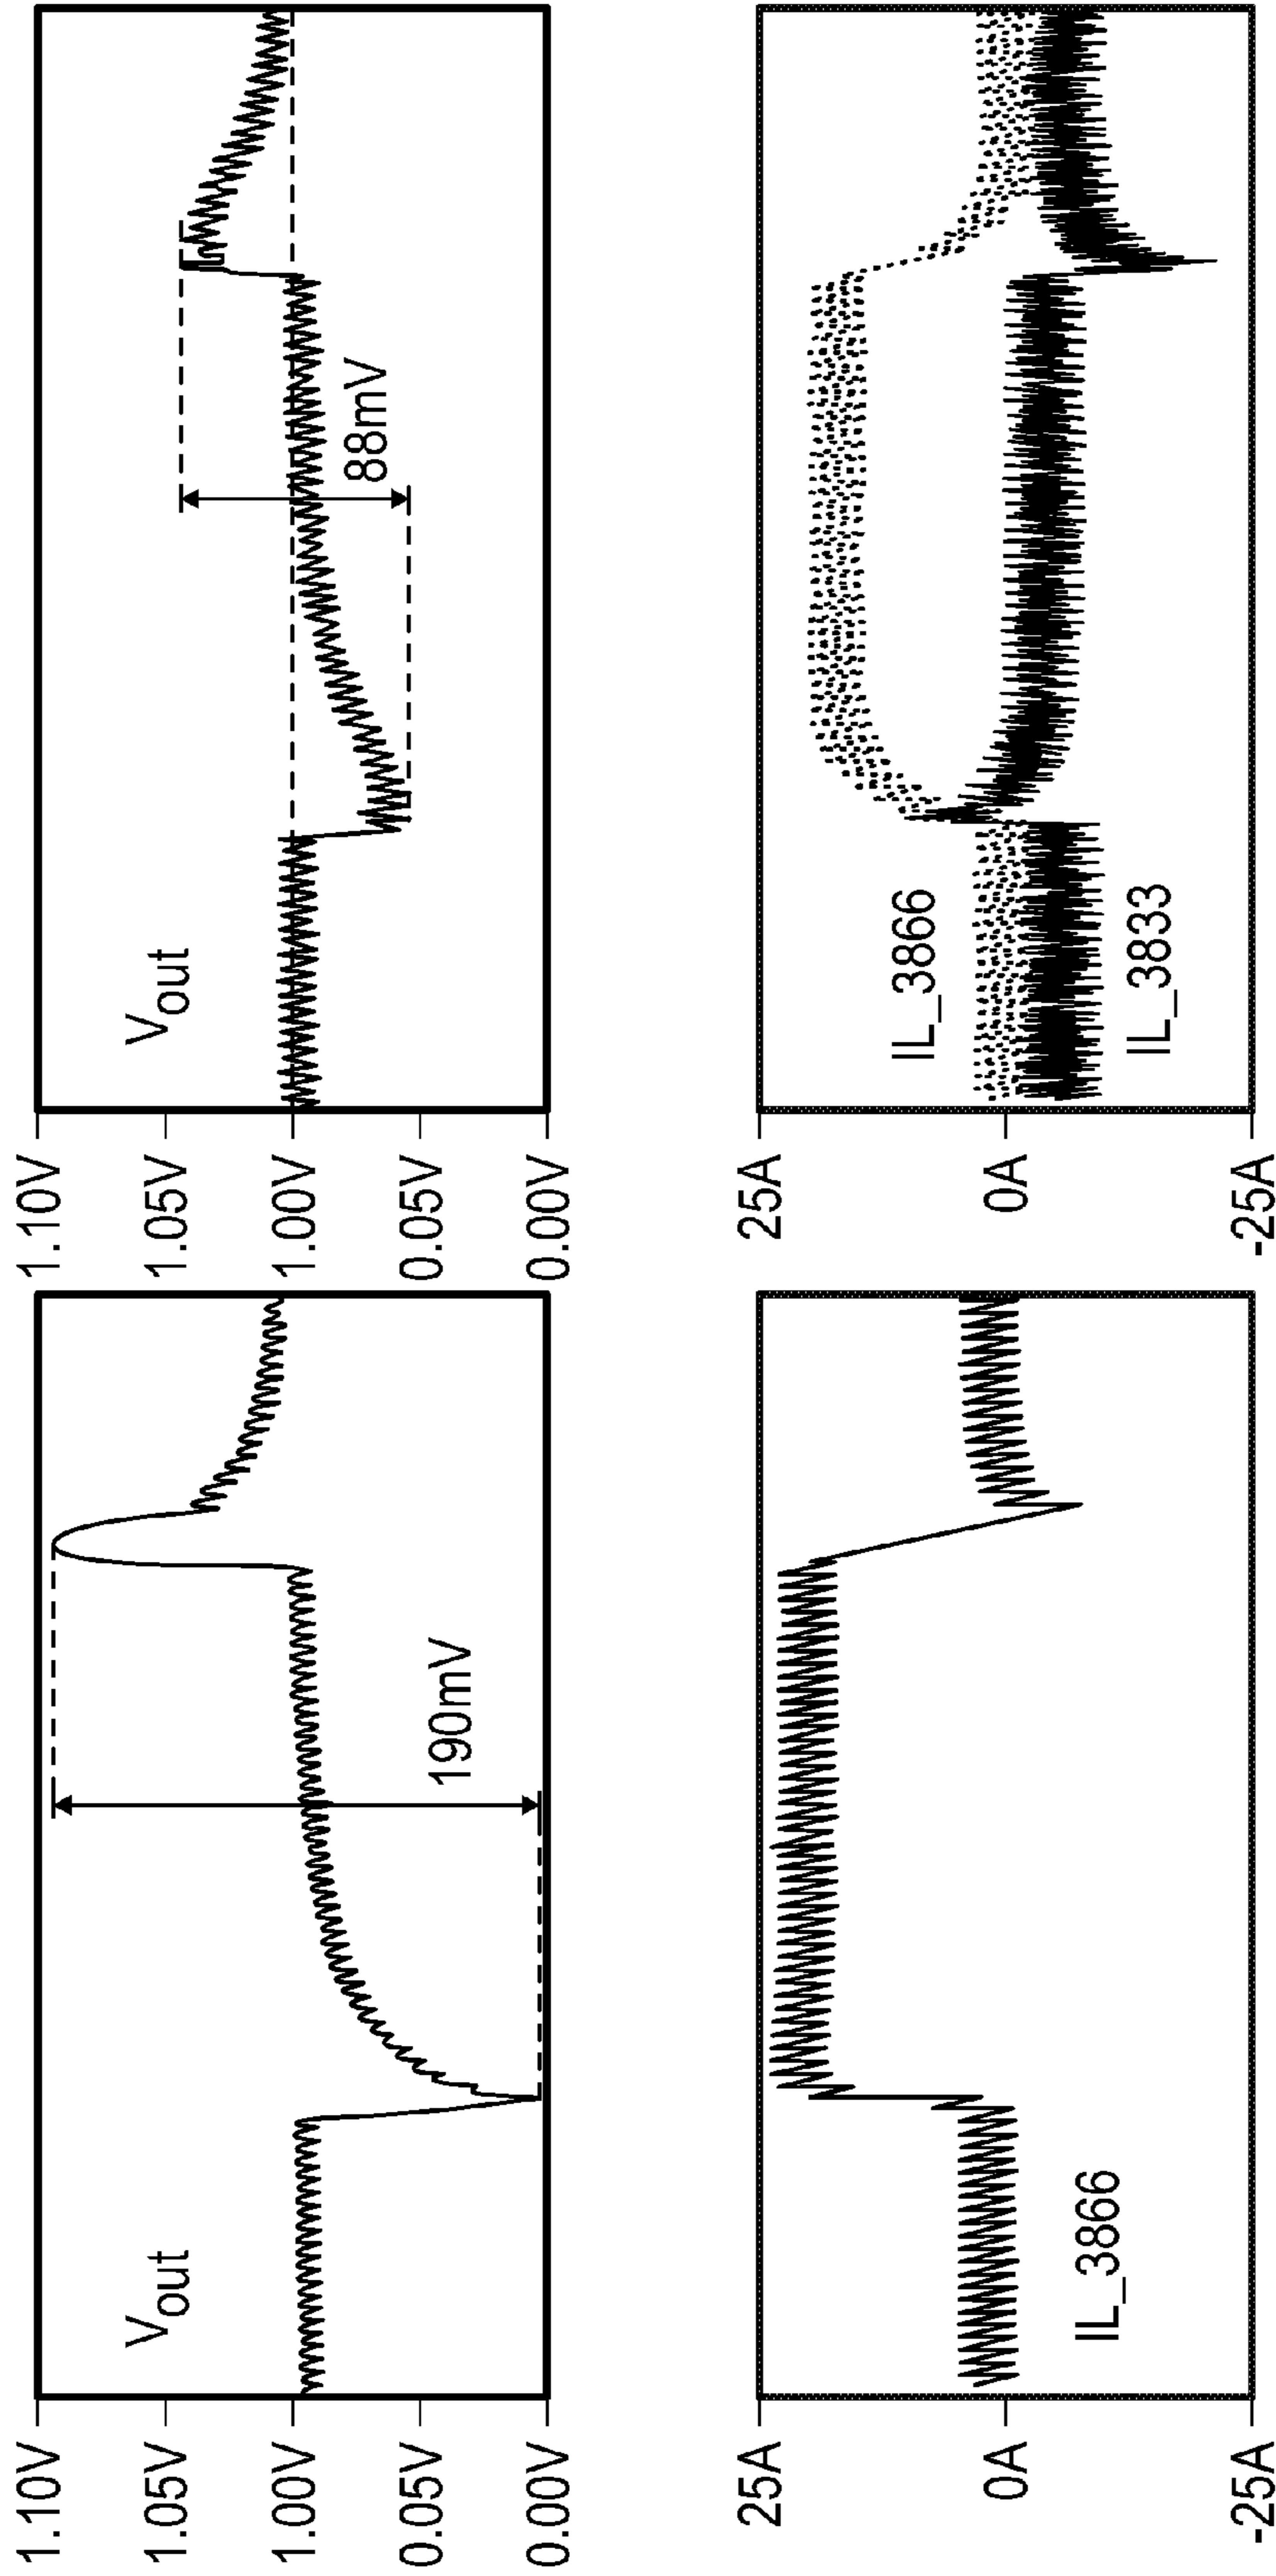 1.10V
1.05V
1.00V
0.05V
0.00V
Vout
190mV
25A
0A
-25A
IL_3866
1.10V
1.05V
1.00V
0.05V
0.00V
Vout
88mV
25A
0A
-25A
IL_3866
IL_3833